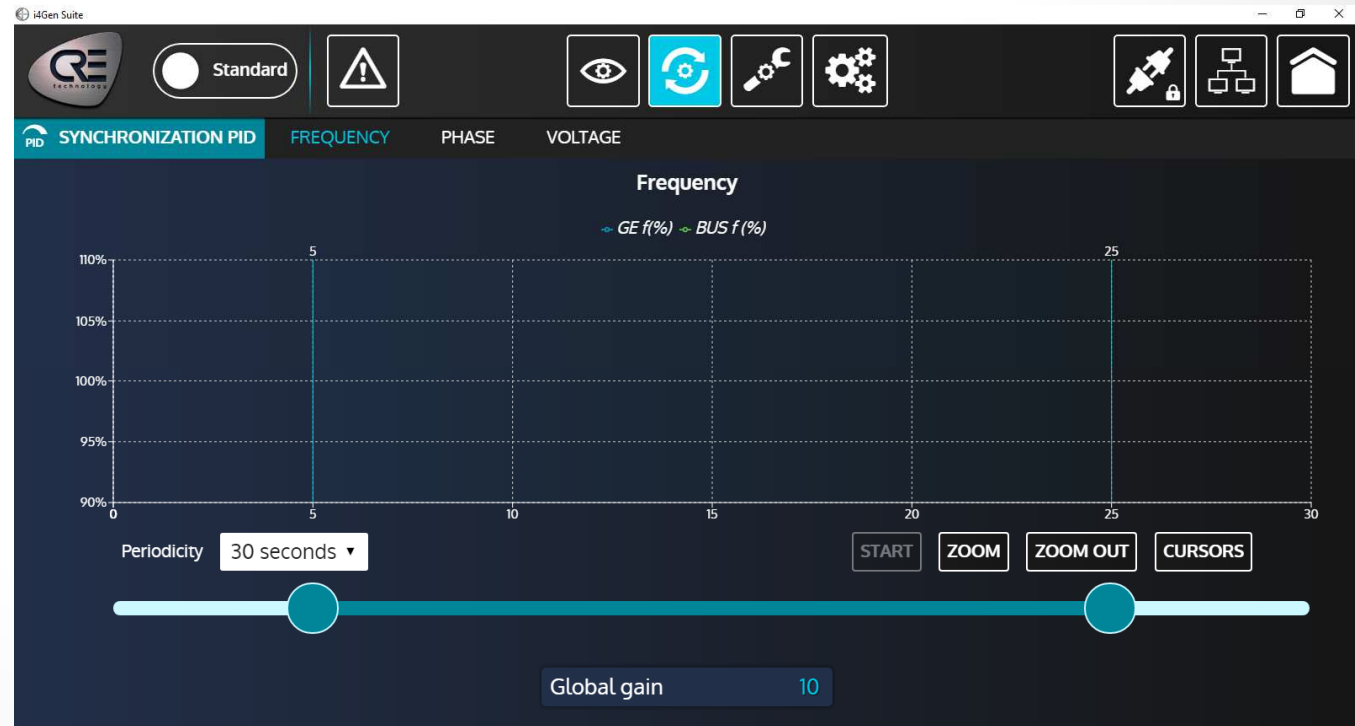 i4Gen Suite
CRE
technology
Standard
PID SYNCHRONIZATION PID FREQUENCY PHASE VOLTAGE
Frequency
GE f(%) BUS f (%)
5 25
110%
105%
100%
95%
90%
0 5 10 15 20 25 30
Periodicity 30 seconds START ZOOM ZOOM OUT CURSORS
Global gain 10